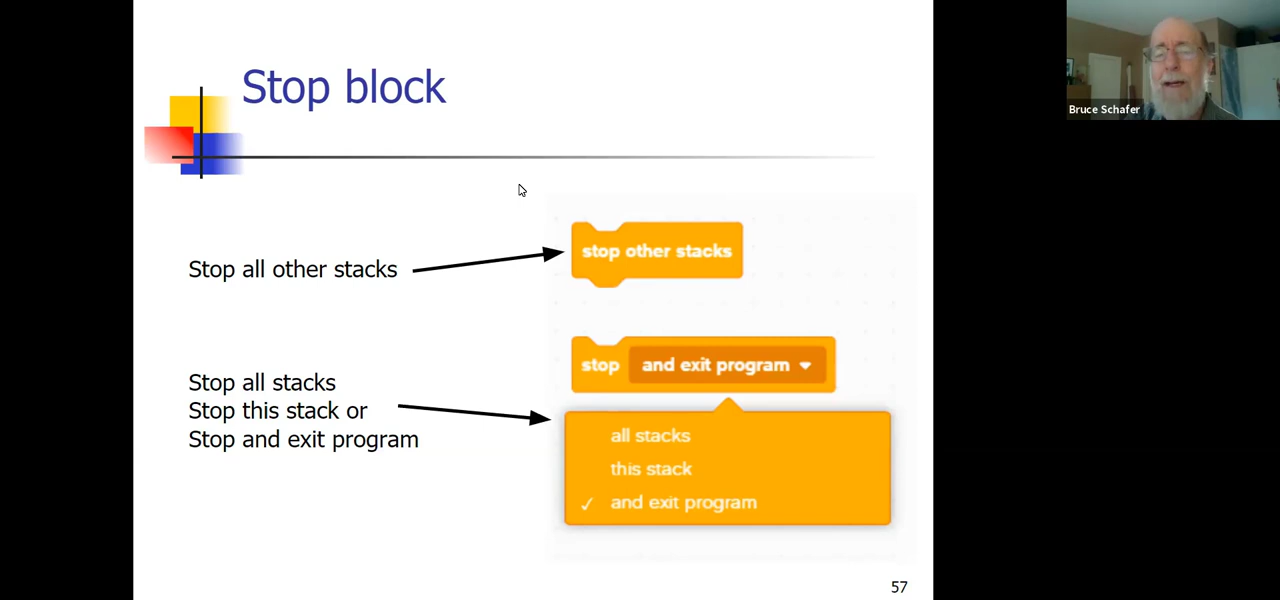 Stop block
Bruce Schafer
Stop all other stacks
stop other stacks
Stop all stacks
Stop this stack or
Stop and exit program
stop and exit program
all stacks
this stack
✓ and exit program
57